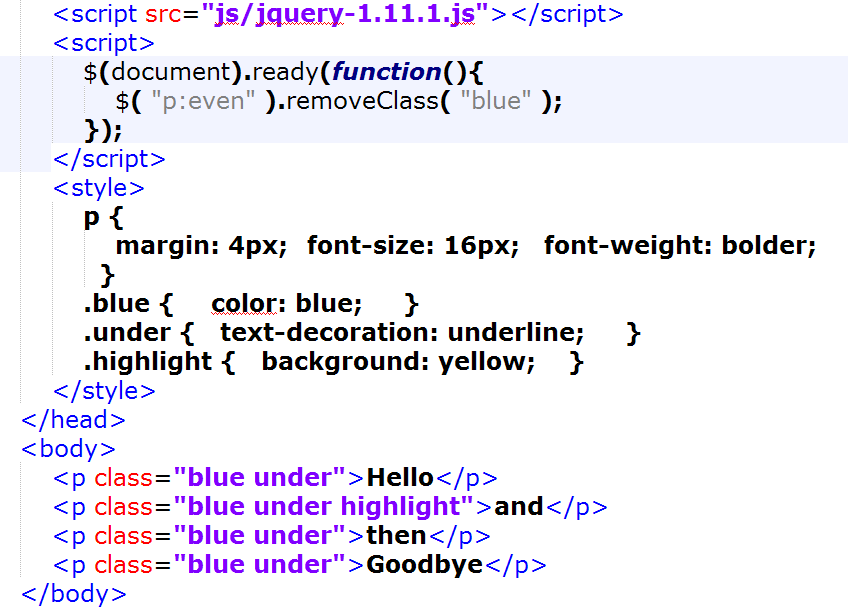 <script src="js/jquery-1.11.1.js"></script>
<script>
$(document).ready(function(){
$( "p:even" ).removeClass( "blue" );
});
</script>
<style>
p {
margin: 4px; font-size: 16px; font-weight: bolder;
}
.blue { color: blue; }
.under { text-decoration: underline; }
.highlight { background: yellow; }
</style>
</head>
<body>
<p class="blue under">Hello</p>
<p class="blue under highlight">and</p>
<p class="blue under">then</p>
<p class="blue under">Goodbye</p>
</body>